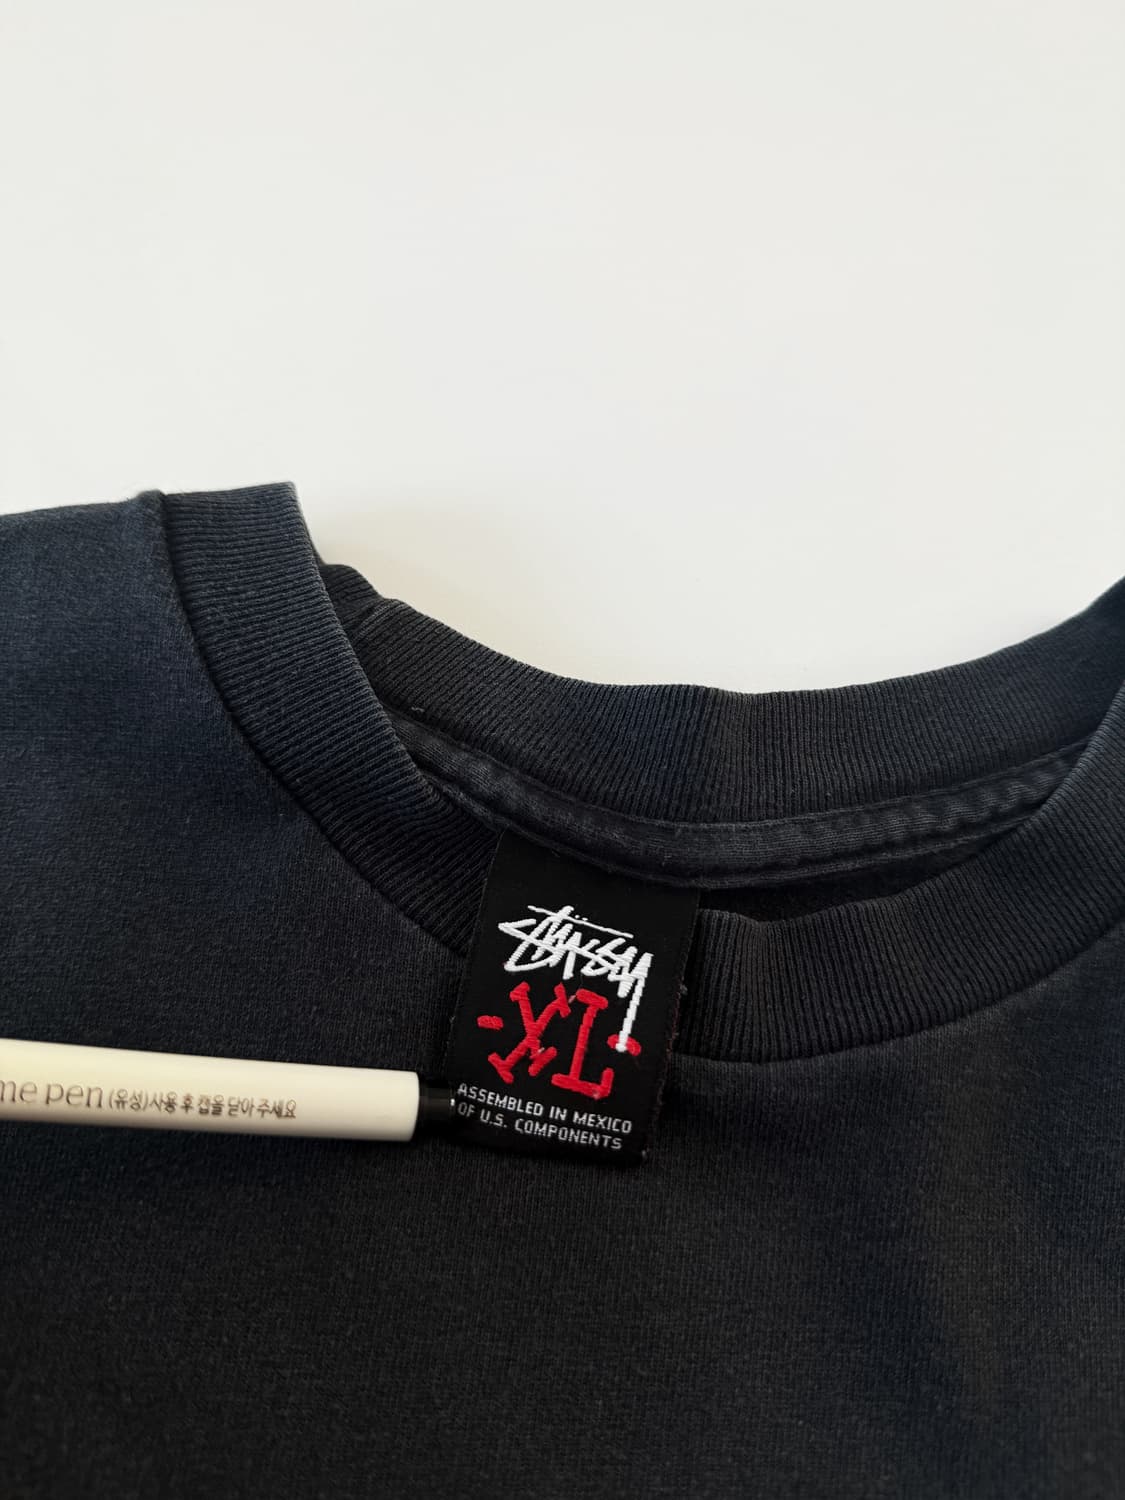 Stüssy
-XL-
ASSEMBLED IN MEXICO
OF U.S. COMPONENTS
me pen (유성)사용 후 캡을 닫아 주세요